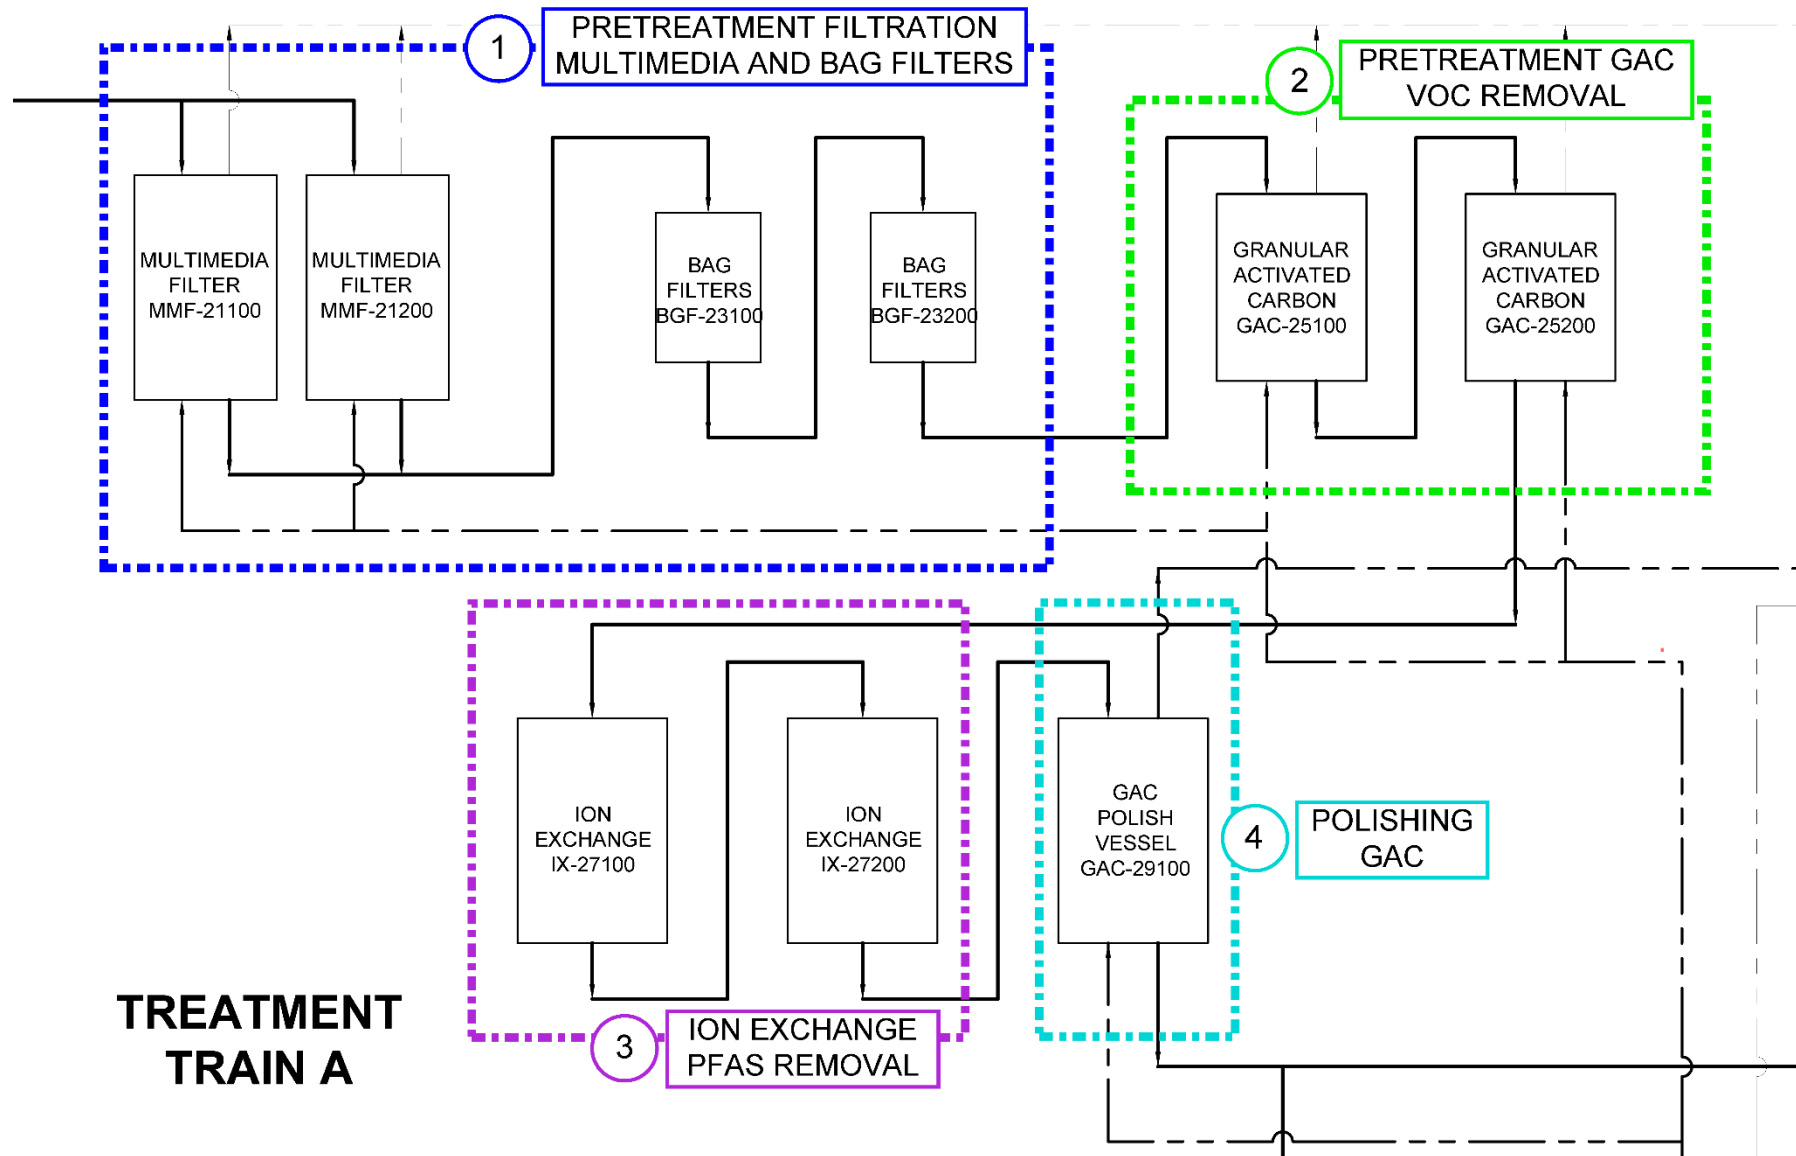 1
PRETREATMENT FILTRATION
MULTIMEDIA AND BAG FILTERS
2
PRETREATMENT GAC
VOC REMOVAL
MULTIMEDIA
FILTER
MMF-21100
MULTIMEDIA
FILTER
MMF-21200
BAG
FILTERS
BGF-23100
BAG
FILTERS
BGF-23200
GRANULAR
ACTIVATED
CARBON
GAC-25100
GRANULAR
ACTIVATED
CARBON
GAC-25200
ION
EXCHANGE
IX-27100
ION
EXCHANGE
IX-27200
GAC
POLISH
VESSEL
GAC-29100
4
POLISHING
GAC
TREATMENT
TRAIN A
3
ION EXCHANGE
PFAS REMOVAL